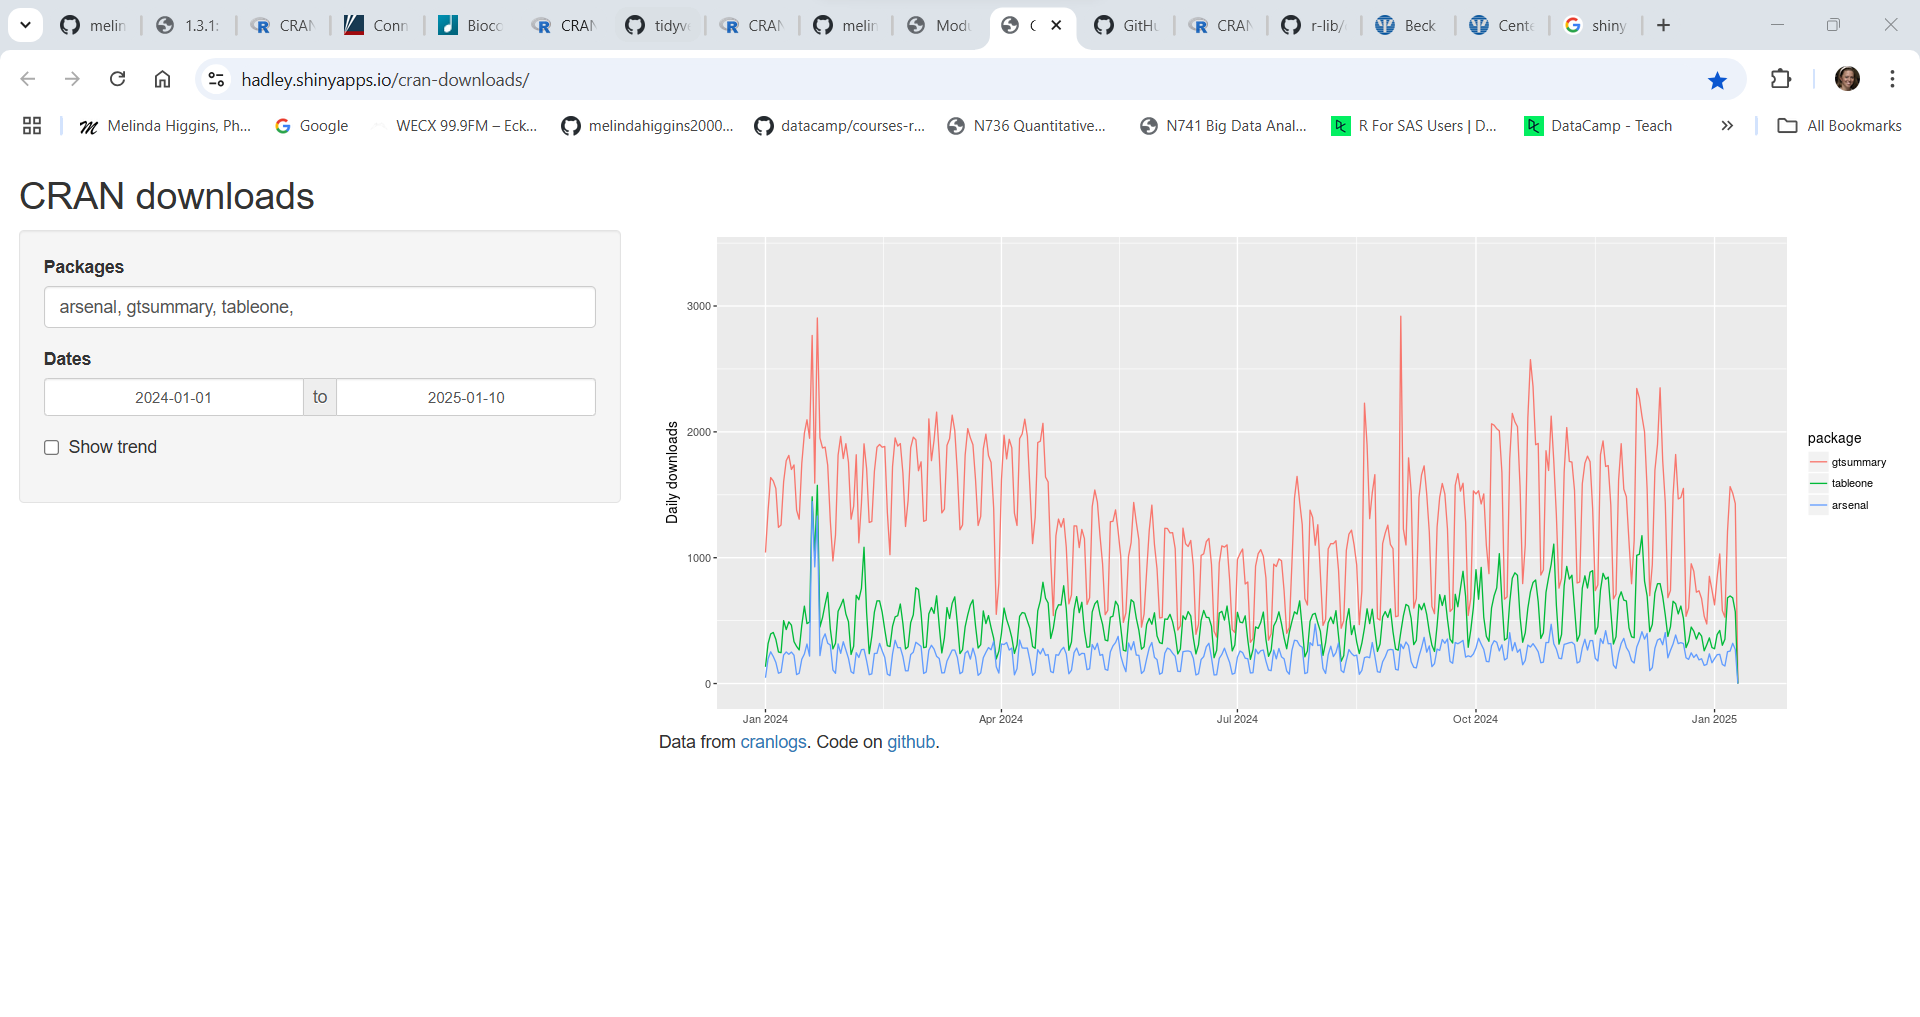 melin
1.3.1:
CRAN
Conn
Bioco
CRAN
tidyve
CRAN
melin
Modu
C
GitHu
CRAN
r-lib/
Beck
Cente
shiny
hadley.shinyapps.io/cran-downloads/
Melinda Higgins, Ph...
Google
WECX 99.9FM – Eck...
melindahiggins2000...
datacamp/courses-r...
N736 Quantitative...
N741 Big Data Anal...
R For SAS Users | D...
DataCamp - Teach
All Bookmarks
CRAN downloads
Packages
arsenal, gtsummary, tableone,
Dates
2024-01-01 to 2025-01-10
Show trend
Daily downloads
3000
2000
1000
0
Jan 2024 Apr 2024 Jul 2024 Oct 2024 Jan 2025
package
gtsummary
tableone
arsenal
Data from cranlogs. Code on github.